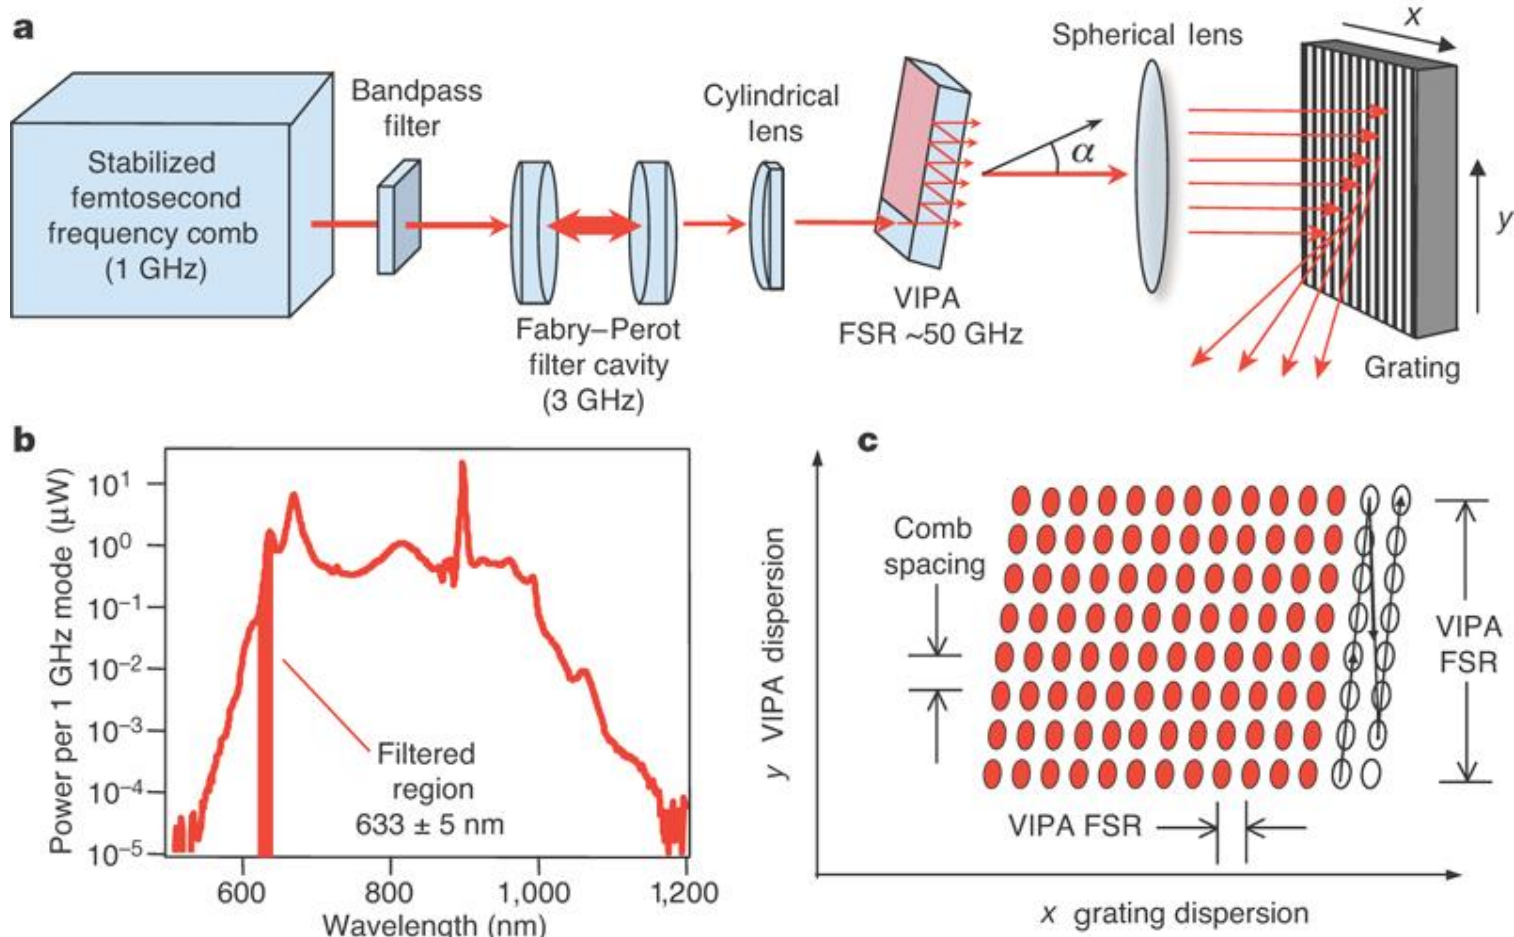 a
Stabilized
femtosecond
frequency comb
(1 GHz)
Bandpass
filter
Fabry–Perot
filter cavity
(3 GHz)
Cylindrical
lens
VIPA
FSR ~50 GHz
α
Spherical lens
x
y
Grating
b
Power per 1 GHz mode (μW)
10¹
10⁰
10⁻¹
10⁻²
10⁻³
10⁻⁴
10⁻⁵
Filtered
region
633 ± 5 nm
600
800
1,000
1,200
Wavelength (nm)
c
y VIPA dispersion
Comb
spacing
VIPA
FSR
VIPA FSR
x grating dispersion